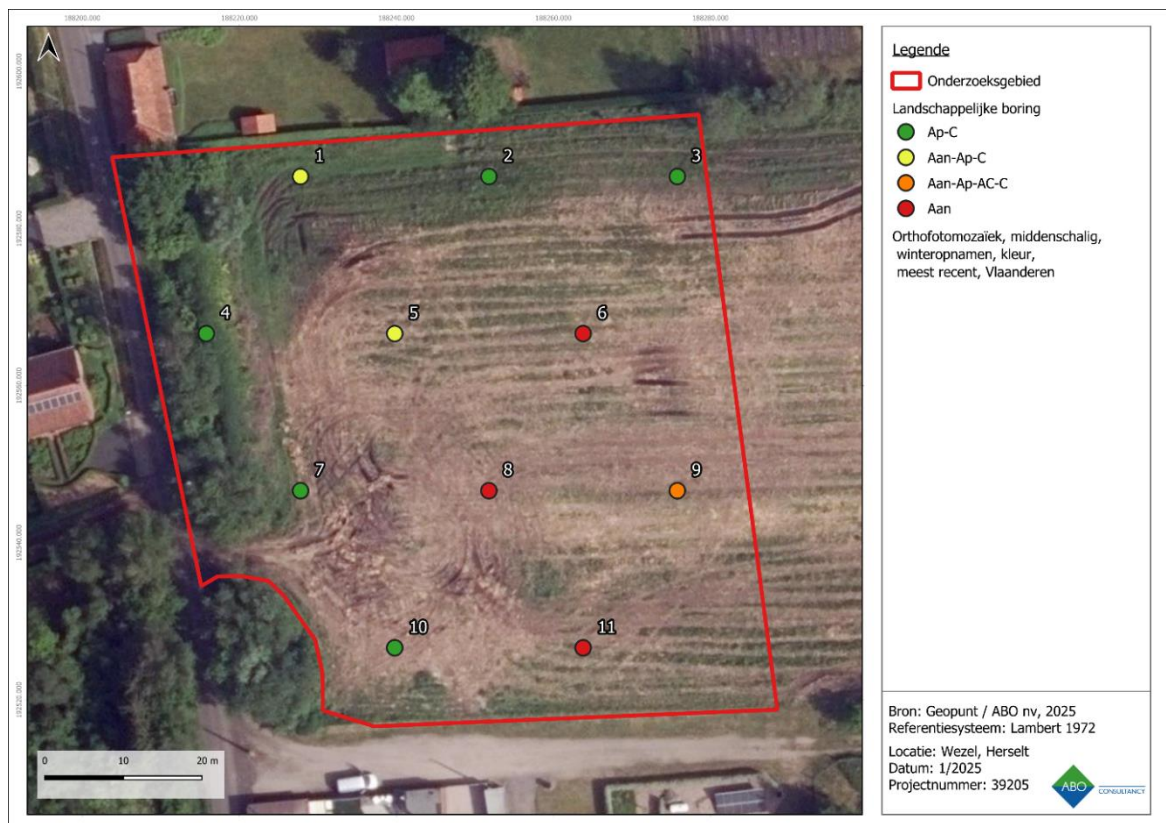 188200.000
188220.000
188240.000
188260.000
188280.000
192600.000
192580.000
192560.000
192540.000
192520.000
1
2
3
4
5
6
7
8
9
10
11
0 10 20 m
Legende
Onderzoeksgebied
Landschappelijke boring
Ap-C
Aan-Ap-C
Aan-Ap-AC-C
Aan
Orthofotomozaïek, middenschalig,
winteropnamen, kleur,
meest recent, Vlaanderen
Bron: Geopunt / ABO nv, 2025
Referentiesysteem: Lambert 1972
Locatie: Wezel, Herselt
Datum: 1/2025
Projectnummer: 39205
ABO CONSULTANCY